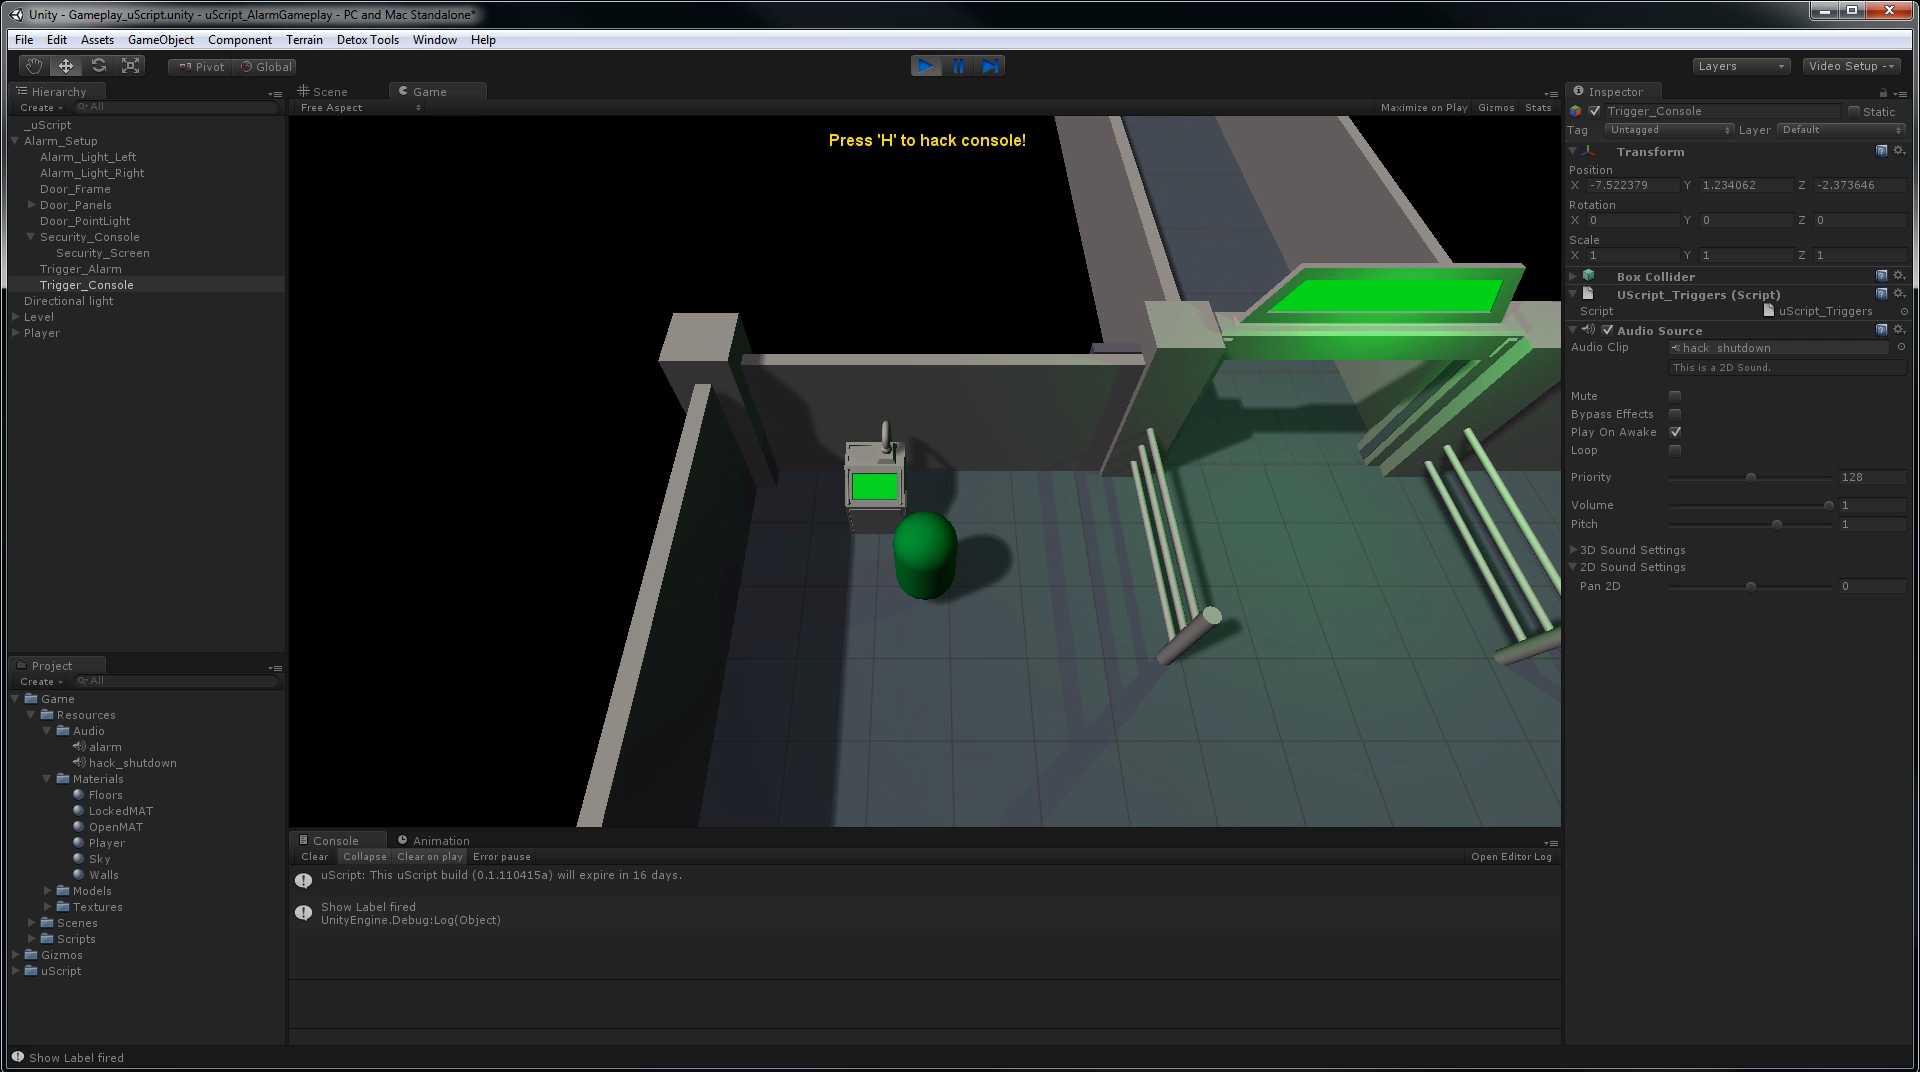 Unity - Gameplay_uScript.unity - uScript_AlarmGameplay - PC and Mac Standalone*
File Edit Assets GameObject Component Terrain Detox Tools Window Help
Pivot Global
Layers
Video Setup
Hierarchy
Create All
_uScript
Alarm_Setup
Alarm_Light_Left
Alarm_Light_Right
Door_Frame
Door_Panels
Door_PointLight
Security_Console
Security_Screen
Trigger_Alarm
Trigger_Console
Directional light
Level
Player
Project
Create All
Game
Resources
Audio
alarm
hack_shutdown
Materials
Floors
LockedMAT
OpenMAT
Player
Sky
Walls
Models
Textures
Scenes
Scripts
Gizmos
uScript
Scene Game
Free Aspect
Maximize on Play Gizmos Stats
Press 'H' to hack console!
Console Animation
Clear Collapse Clear on play Error pause
Open Editor Log
uScript: This uScript build (0.1.110415a) will expire in 16 days.
Show Label fired
UnityEngine.Debug:Log(Object)
Inspector
Trigger_Console Static
Tag Untagged Layer Default
Transform
Position
X -7.522379 Y 1.234062 Z -2.373646
Rotation
X 0 Y 0 Z 0
Scale
X 1 Y 1 Z 1
Box Collider
UScript_Triggers (Script)
Script uScript_Triggers
Audio Source
Audio Clip hack_shutdown
This is a 2D Sound.
Mute
Bypass Effects
Play On Awake
Loop
Priority 128
Volume 1
Pitch 1
3D Sound Settings
2D Sound Settings
Pan 2D 0
Show Label fired